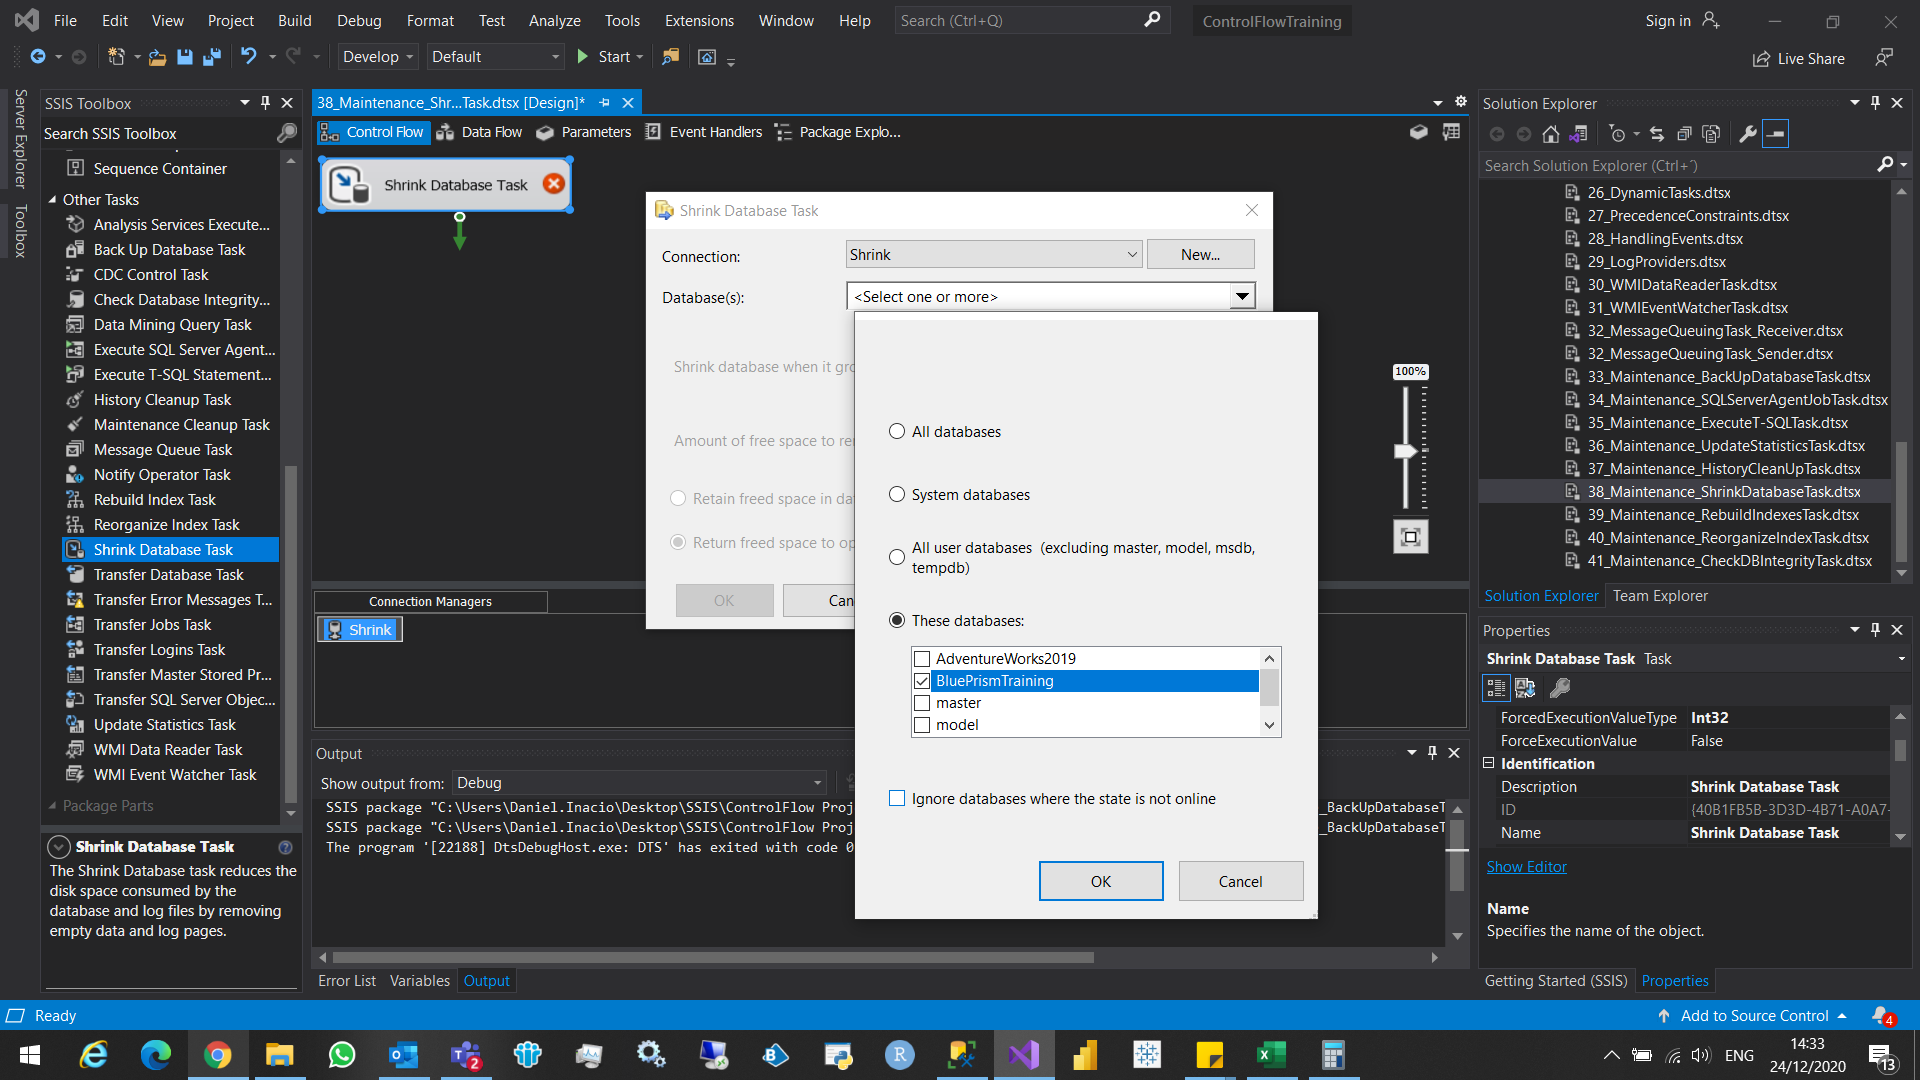 File Edit View Project Build Debug Format Test Analyze Tools Extensions Window Help Search (Ctrl+Q) ControlFlowTraining Sign in
Develop Default Start Live Share
Server Explorer
Toolbox
SSIS Toolbox
Search SSIS Toolbox
Sequence Container
Other Tasks
Analysis Services Execute...
Back Up Database Task
CDC Control Task
Check Database Integrity...
Data Mining Query Task
Execute SQL Server Agent...
Execute T-SQL Statement...
History Cleanup Task
Maintenance Cleanup Task
Message Queue Task
Notify Operator Task
Rebuild Index Task
Reorganize Index Task
Shrink Database Task
Transfer Database Task
Transfer Error Messages T...
Transfer Jobs Task
Transfer Logins Task
Transfer Master Stored Pr...
Transfer SQL Server Objec...
Update Statistics Task
WMI Data Reader Task
WMI Event Watcher Task
Package Parts
Shrink Database Task
The Shrink Database task reduces the
disk space consumed by the
database and log files by removing
empty data and log pages.
38_Maintenance_Shr...Task.dtsx [Design]*
Control Flow Data Flow Parameters Event Handlers Package Explo...
Shrink Database Task
100%
Connection Managers
Shrink
Shrink Database Task
Connection: Shrink New...
Database(s): <Select one or more>
Shrink database when it gro
Amount of free space to re
Retain freed space in da
Return freed space to op
OK Can
All databases
System databases
All user databases (excluding master, model, msdb,
tempdb)
These databases:
AdventureWorks2019
BluePrismTraining
master
model
Ignore databases where the state is not online
OK Cancel
Output
Show output from: Debug
SSIS package "C:\Users\Daniel.Inacio\Desktop\SSIS\ControlFlow Proj _BackUpDatabaseT
SSIS package "C:\Users\Daniel.Inacio\Desktop\SSIS\ControlFlow Proj _BackUpDatabaseT
The program '[22188] DtsDebugHost.exe: DTS' has exited with code 0
Error List Variables Output
Solution Explorer
Search Solution Explorer (Ctrl+¨)
26_DynamicTasks.dtsx
27_PrecedenceConstraints.dtsx
28_HandlingEvents.dtsx
29_LogProviders.dtsx
30_WMIDataReaderTask.dtsx
31_WMIEventWatcherTask.dtsx
32_MessageQueuingTask_Receiver.dtsx
32_MessageQueuingTask_Sender.dtsx
33_Maintenance_BackUpDatabaseTask.dtsx
34_Maintenance_SQLServerAgentJobTask.dtsx
35_Maintenance_ExecuteT-SQLTask.dtsx
36_Maintenance_UpdateStatisticsTask.dtsx
37_Maintenance_HistoryCleanUpTask.dtsx
38_Maintenance_ShrinkDatabaseTask.dtsx
39_Maintenance_RebuildIndexesTask.dtsx
40_Maintenance_ReorganizeIndexTask.dtsx
41_Maintenance_CheckDBIntegrityTask.dtsx
Solution Explorer Team Explorer
Properties
Shrink Database Task Task
ForcedExecutionValueType Int32
ForceExecutionValue False
Identification
Description Shrink Database Task
ID {40B1FB5B-3D3D-4B71-A0A7-
Name Shrink Database Task
Show Editor
Name
Specifies the name of the object.
Getting Started (SSIS) Properties
Ready Add to Source Control 4
2 ENG 14:33
24/12/2020 13